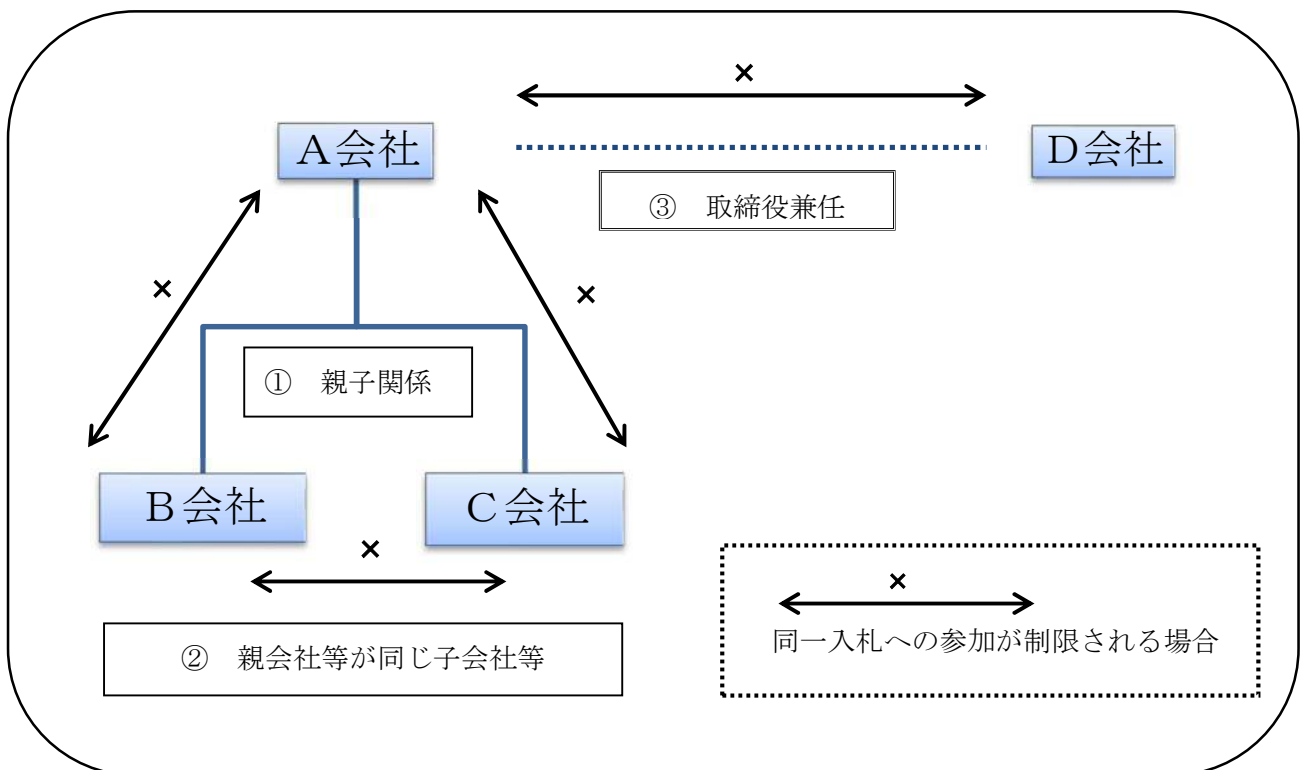 ×
Ａ会社
Ｄ会社
③　取締役兼任
×
×
①　親子関係
Ｂ会社
Ｃ会社
×
②　親会社等が同じ子会社等
×
同一入札への参加が制限される場合